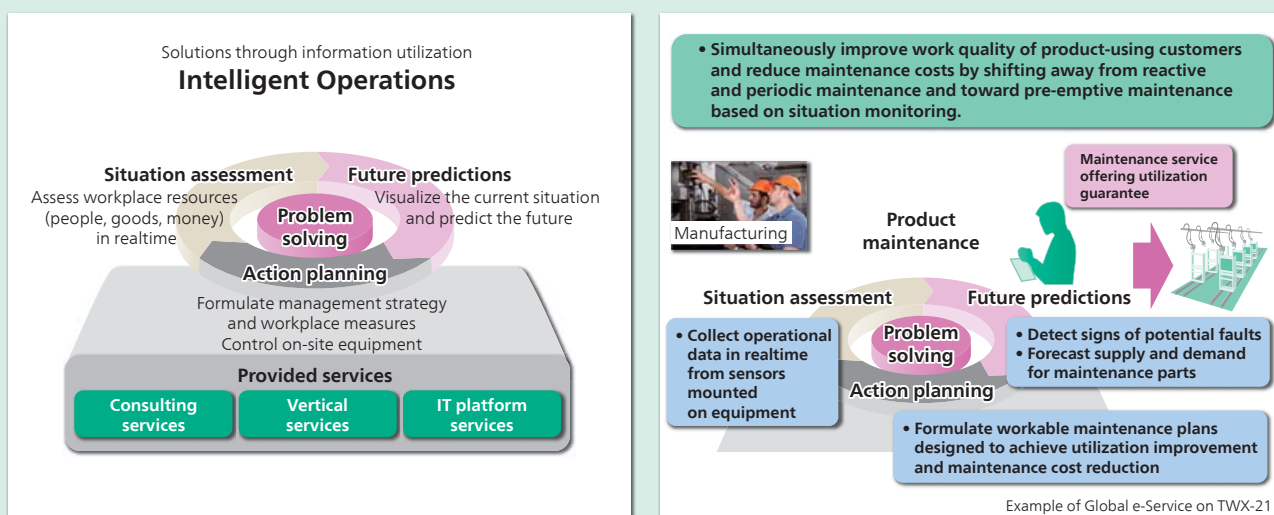 Solutions through information utilization
Intelligent Operations
Situation assessment
Assess workplace resources
(people, goods, money)
in realtime
Future predictions
Visualize the current situation
and predict the future
Problem
solving
Action planning
Formulate management strategy
and workplace measures
Control on-site equipment
Provided services
Consulting
services
Vertical
services
IT platform
services
• Simultaneously improve work quality of product-using customers
and reduce maintenance costs by shifting away from reactive
and periodic maintenance and toward pre-emptive maintenance
based on situation monitoring.
Manufacturing
Product
maintenance
Maintenance service
offering utilization
guarantee
Situation assessment
• Collect operational
data in realtime
from sensors
mounted
on equipment
Future predictions
• Detect signs of potential faults
• Forecast supply and demand
for maintenance parts
Problem
solving
Action planning
• Formulate workable maintenance plans
designed to achieve utilization improvement
and maintenance cost reduction
Example of Global e-Service on TWX-21